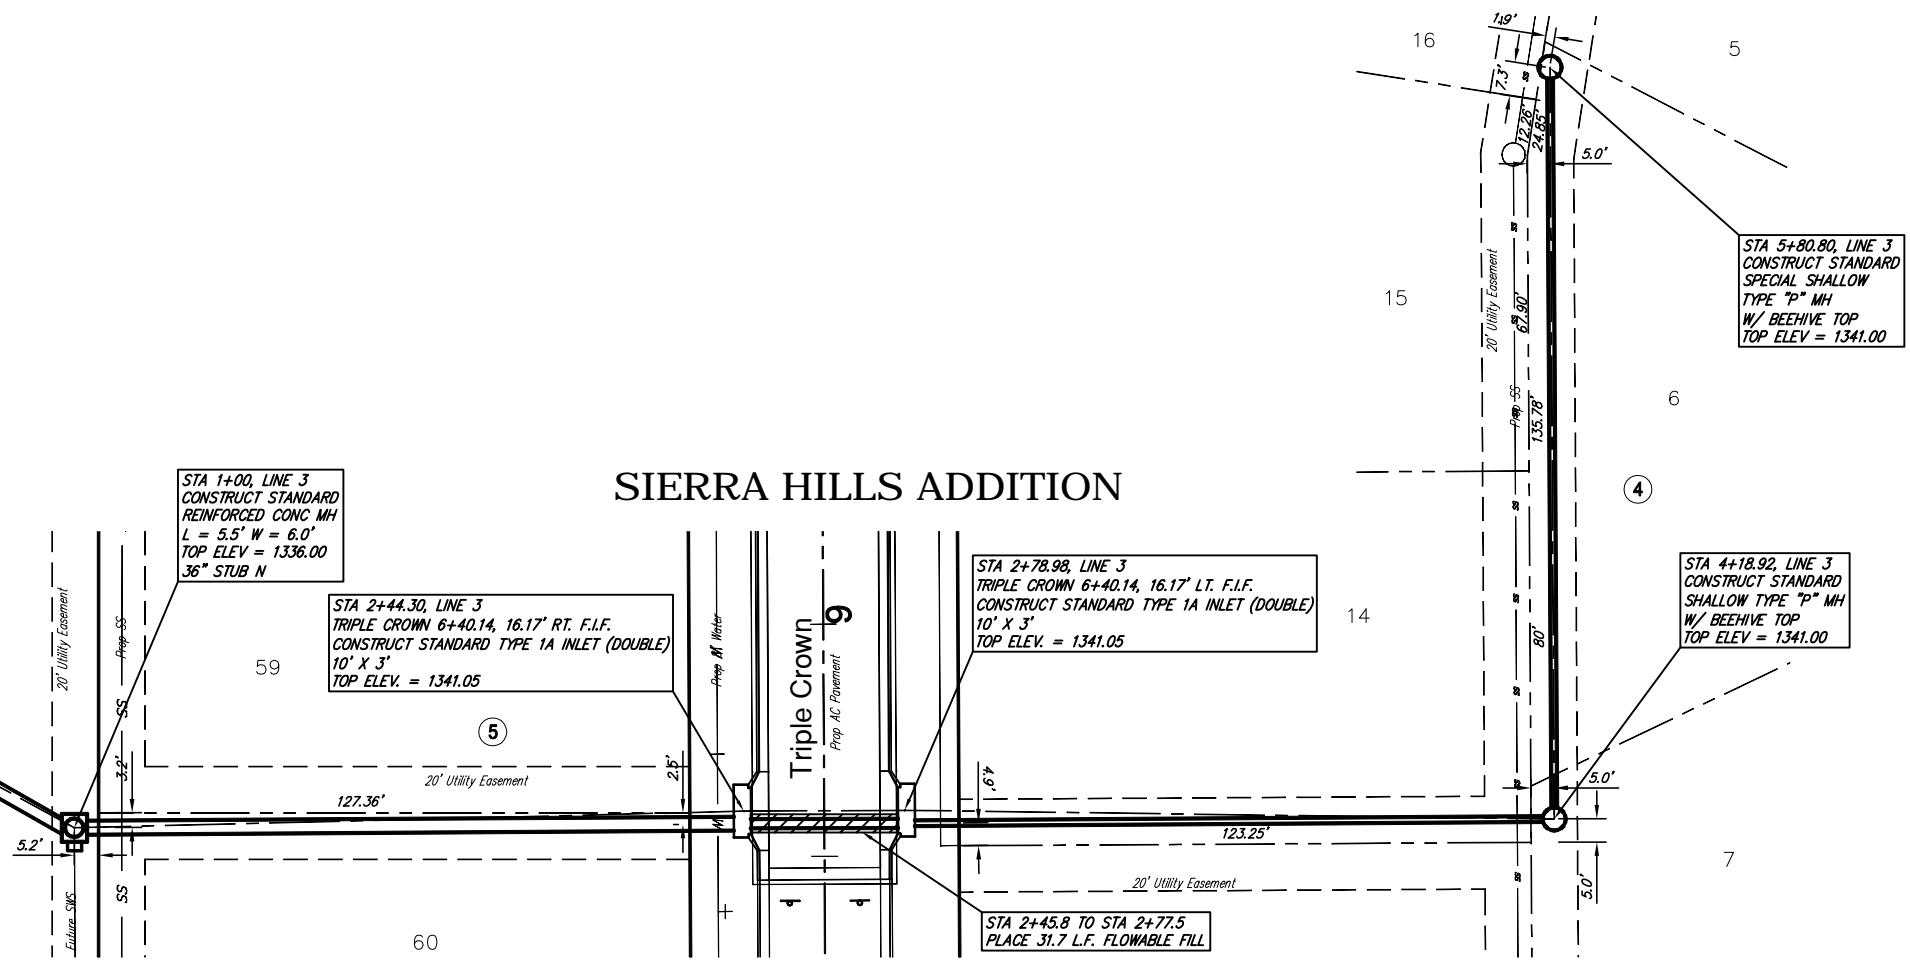 16
5
1.9'
7.3'
SS
12.26'
24.85'
5.0'
STA 5+80.80, LINE 3
CONSTRUCT STANDARD
SPECIAL SHALLOW
TYPE "P" MH
W/ BEEHIVE TOP
TOP ELEV = 1341.00
SS
20' Utility Easement
15
SS
67.90'
6
Prop SS
SS
135.78'
SIERRA HILLS ADDITION
4
SS
STA 1+00, LINE 3
CONSTRUCT STANDARD
REINFORCED CONC MH
L = 5.5' W = 6.0'
TOP ELEV = 1336.00
36" STUB N
STA 2+78.98, LINE 3
TRIPLE CROWN 6+40.14, 16.17' LT. F.I.F.
CONSTRUCT STANDARD TYPE 1A INLET (DOUBLE)
10' X 3'
TOP ELEV. = 1341.05
STA 4+18.92, LINE 3
CONSTRUCT STANDARD
SHALLOW TYPE "P" MH
W/ BEEHIVE TOP
TOP ELEV = 1341.00
STA 2+44.30, LINE 3
TRIPLE CROWN 6+40.14, 16.17' RT. F.I.F.
CONSTRUCT STANDARD TYPE 1A INLET (DOUBLE)
10' X 3'
TOP ELEV. = 1341.05
20' Utility Easement
Prop SS
SS
59
Prop Water
W
Triple Crown
9
Prop AC Pavement
14
SS
80'
SS
5
3.2'
20' Utility Easement
2.5'
4.9'
SS
5.0'
127.36'
W
123.25'
5.2'
7
SS
Future SWS
20' Utility Easement
SS
5.0'
60
STA 2+45.8 TO STA 2+77.5
PLACE 31.7 L.F. FLOWABLE FILL